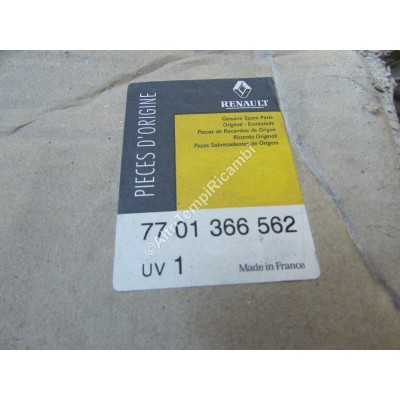 PIECES D'ORIGINE
RENAULT
Genuine Spare Parts
Original - Ersatzteile
Piezas de Recambio de Origen
Ricambi Originali
Peças Sobresselentes de Origem
©AltriTempiRicambi
77 01 366 562
UV 1
Made in France